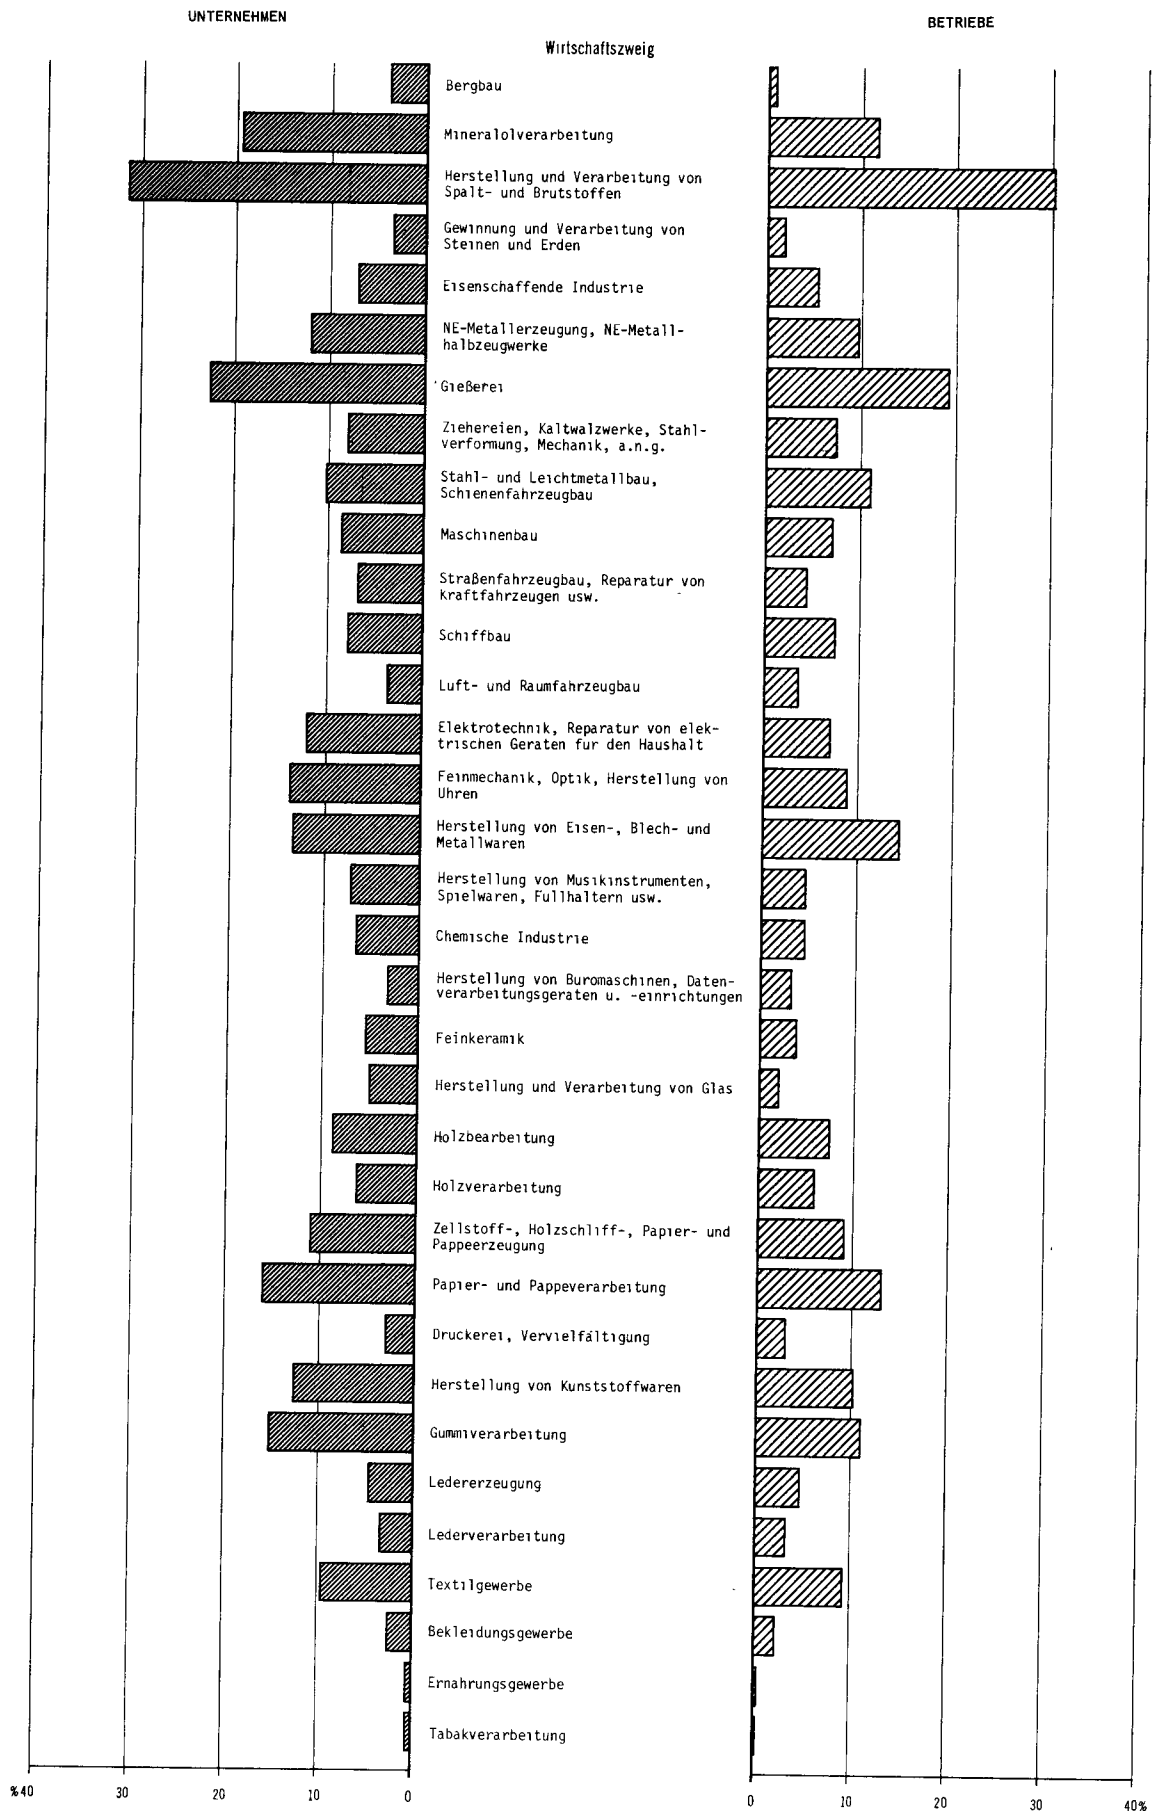 UNTERNEHMEN
BETRIEBE
Wirtschaftszweig
Bergbau
Mineralolverarbeitung
Herstellung und Verarbeitung von
Spalt- und Brutstoffen
Gewinnung und Verarbeitung von
Steinen und Erden
Eisenschaffende Industrie
NE-Metallerzeugung, NE-Metall-
halbzeugwerke
Gießerei
Ziehereien, Kaltwalzwerke, Stahl-
verformung, Mechanik, a.n.g.
Stahl- und Leichtmetallbau,
Schienenfahrzeugbau
Maschinenbau
Straßenfahrzeugbau, Reparatur von
kraftfahrzeugen usw.
Schiffbau
Luft- und Raumfahrzeugbau
Elektrotechnik, Reparatur von elek-
trischen Geraten fur den Haushalt
Feinmechanik, Optik, Herstellung von
Uhren
Herstellung von Eisen-, Blech- und
Metallwaren
Herstellung von Musikinstrumenten,
Spielwaren, Fullhaltern usw.
Chemische Industrie
Herstellung von Buromaschinen, Daten-
verarbeitungsgeraten u. -einrichtungen
Feinkeramik
Herstellung und Verarbeitung von Glas
Holzbearbeitung
Holzverarbeitung
Zellstoff-, Holzschliff-, Papier- und
Pappeerzeugung
Papier- und Pappeverarbeitung
Druckerei, Vervielfältigung
Herstellung von Kunststoffwaren
Gummiverarbeitung
Ledererzeugung
Lederverarbeitung
Textilgewerbe
Bekleidungsgewerbe
Ernahrungsgewerbe
Tabakverarbeitung
%40 30 20 10 0
0 10 20 30 40%